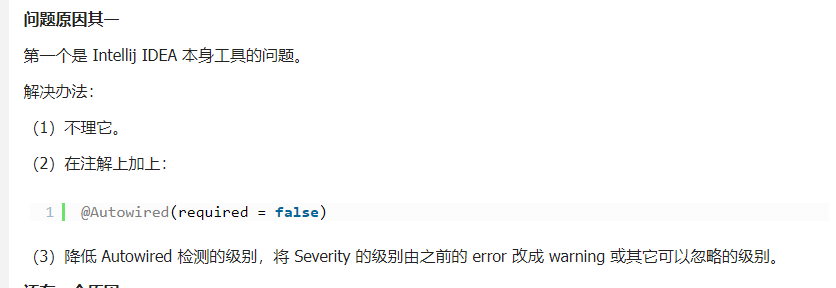 问题原因其一
第一个是 Intellij IDEA 本身工具的问题。
解决办法：
（1）不理它。
（2）在注解上加上：
1 @Autowired(required = false)
（3）降低 Autowired 检测的级别，将 Severity 的级别由之前的 error 改成 warning 或其它可以忽略的级别。